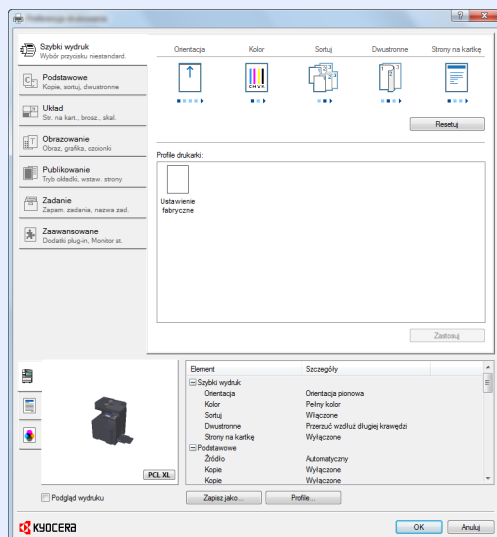 Szybki wydruk
Wybór przycisku niestandard.
Podstawowe
Kopie, sortuj, dwustronne
Układ
Str. na kart., brosz., skal.
Obrazowanie
Obraz, grafika, czcionki
Publikowanie
Tryb okładki, wstaw. strony
Zadanie
Zapam. zadania, nazwa zad.
Zaawansowane
Dodatki plug-in, Monitor st.
Orientacja Kolor Sortuj Dwustronne Strony na kartkę
CMYK
Resetuj
Profile drukarki:
Ustawienie
fabryczne
Zastosuj
PCL XL
Podgląd wydruku
Element Szczegóły
Szybki wydruk
Orientacja Orientacja pionowa
Kolor Pełny kolor
Sortuj Włączone
Dwustronne Przerzuć wzdłuż długiej krawędzi
Strony na kartkę Wyłączone
Podstawowe
Źródło Automatyczny
Kopie Wyłączone
Kopie Wyłączone
Zapisz jako... Profile...
KYOCERA
OK Anuluj